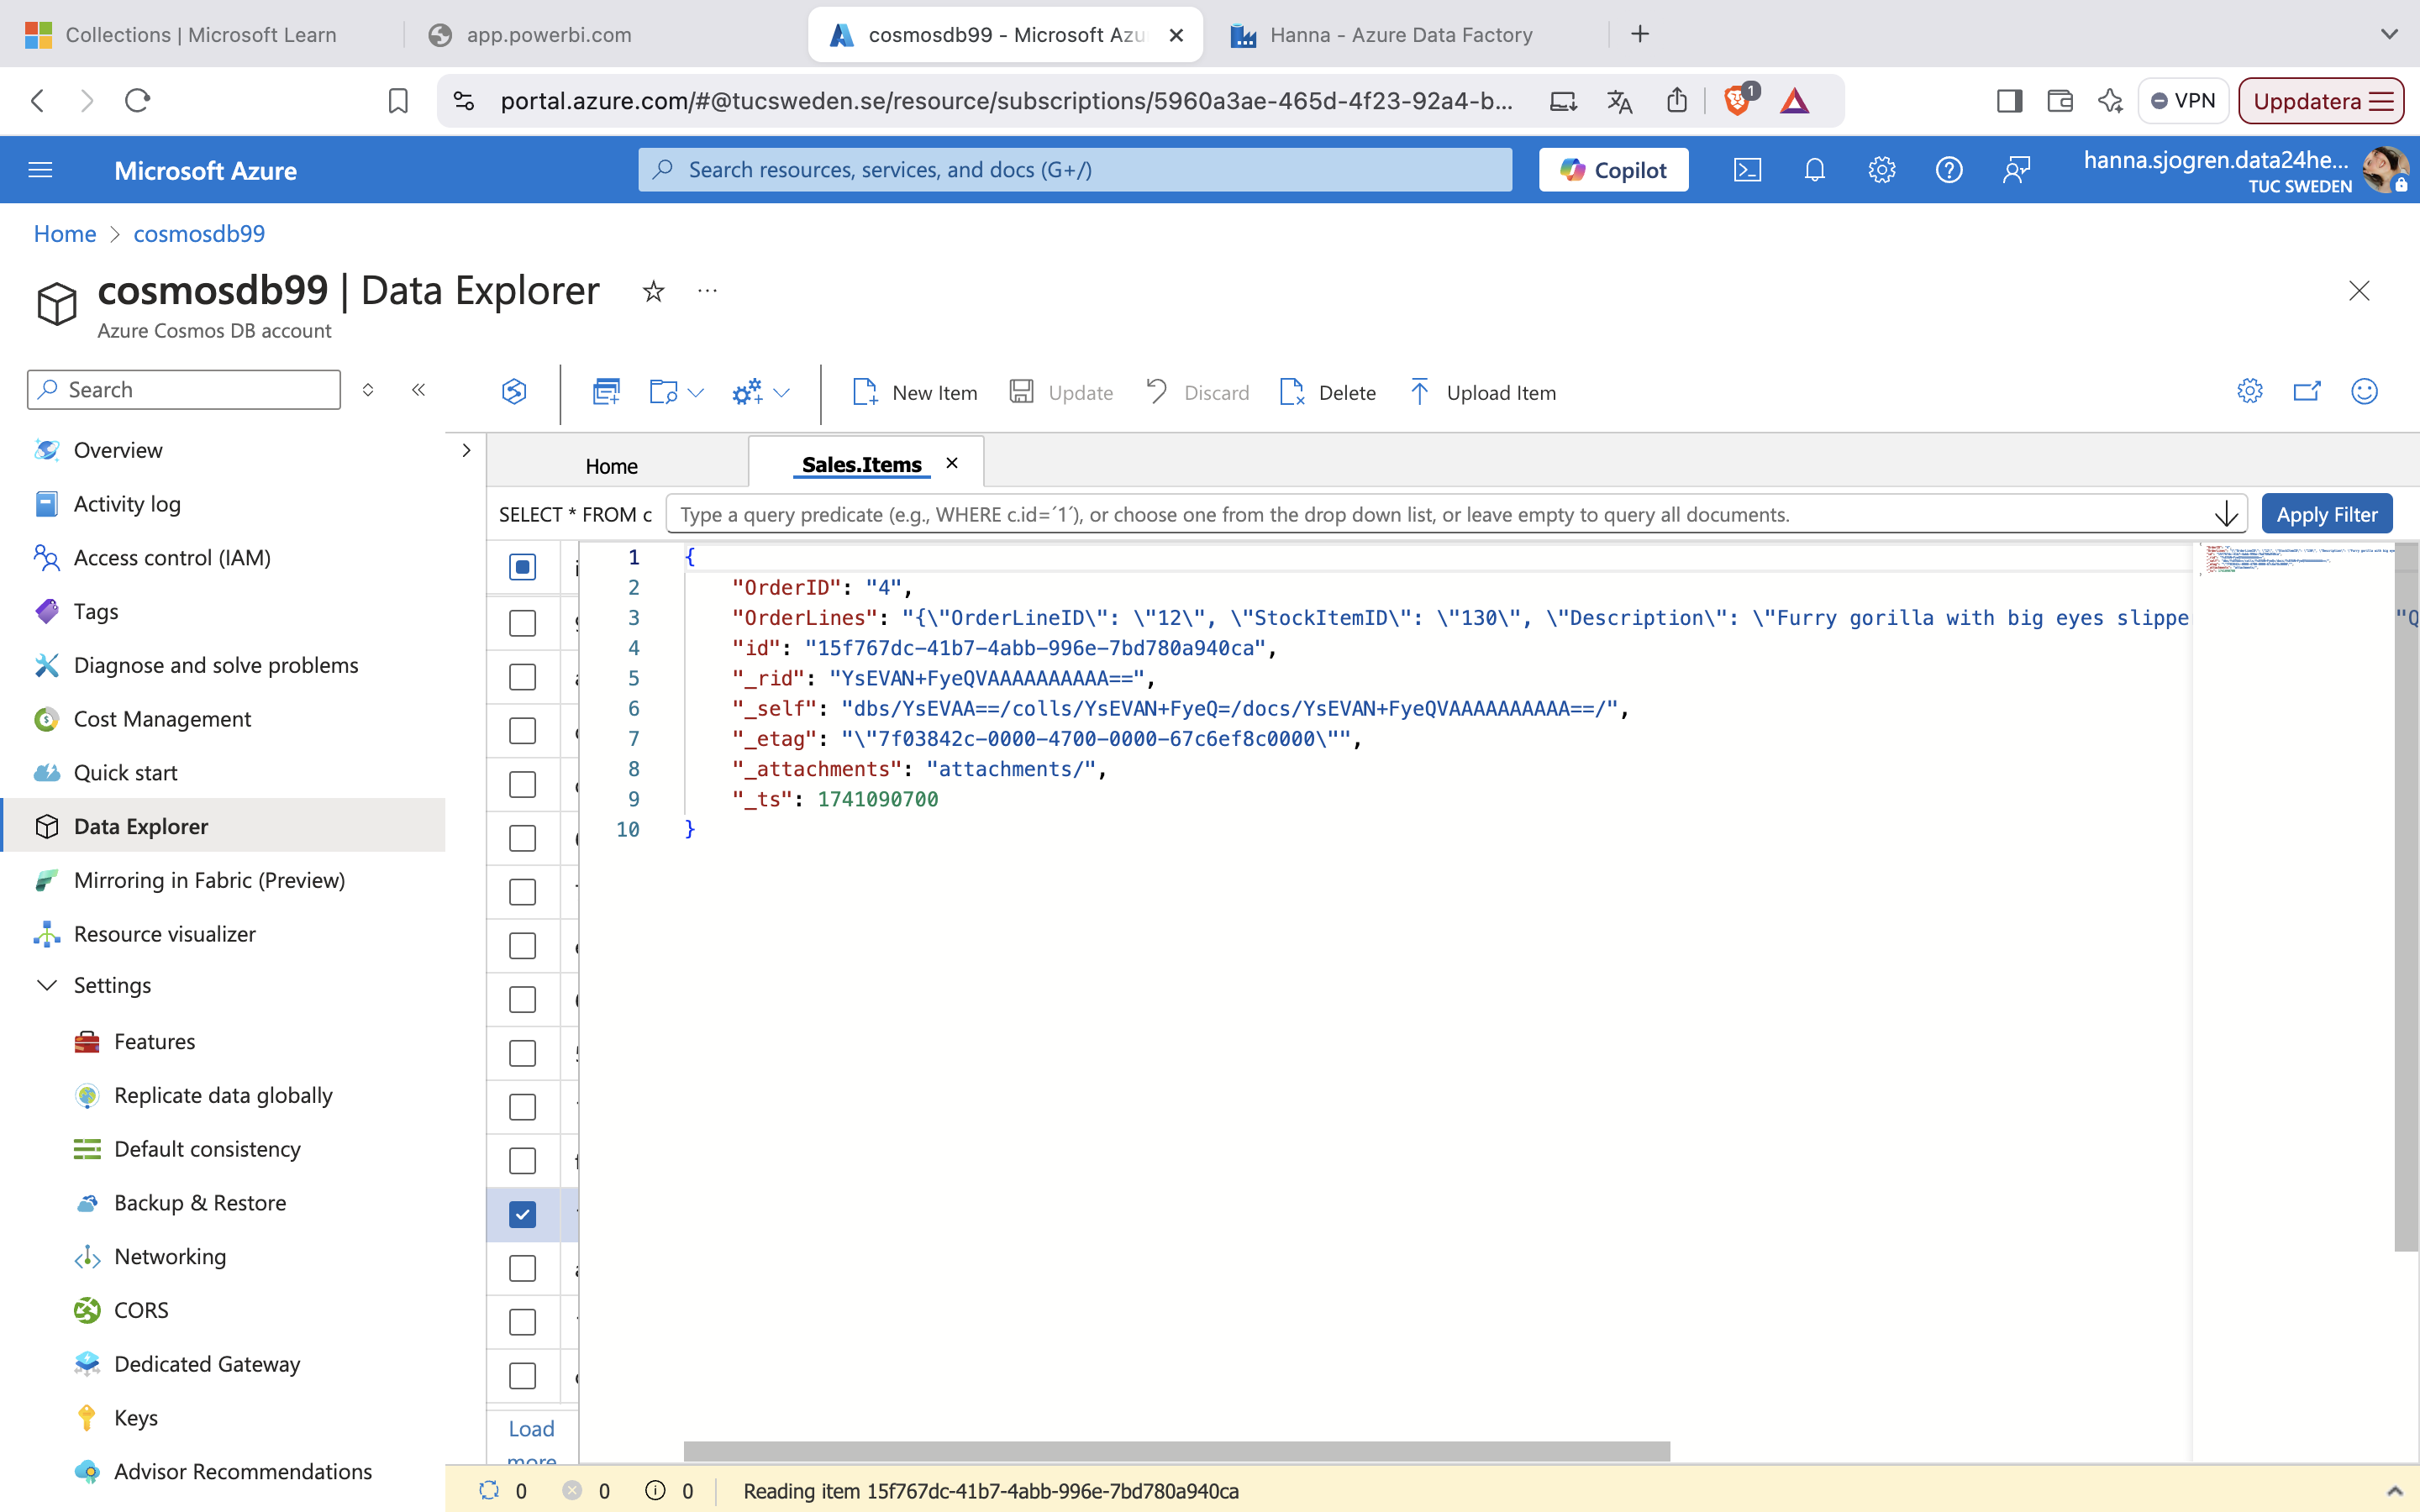 Collections | Microsoft Learn
app.powerbi.com
cosmosdb99 - Microsoft Azu
Hanna - Azure Data Factory
portal.azure.com/#@tucsweden.se/resource/subscriptions/5960a3ae-465d-4f23-92a4-b...
1
VPN
Uppdatera
Microsoft Azure
Search resources, services, and docs (G+/)
Copilot
hanna.sjogren.data24he...
TUC SWEDEN
Home > cosmosdb99
cosmosdb99 | Data Explorer
Azure Cosmos DB account
Search
New Item
Update
Discard
Delete
Upload Item
Overview
Activity log
Access control (IAM)
Tags
Diagnose and solve problems
Cost Management
Quick start
Data Explorer
Mirroring in Fabric (Preview)
Resource visualizer
Settings
Features
Replicate data globally
Default consistency
Backup & Restore
Networking
CORS
Dedicated Gateway
Keys
Advisor Recommendations
Home
Sales.Items
SELECT * FROM c
Type a query predicate (e.g., WHERE c.id=´1´), or choose one from the drop down list, or leave empty to query all documents.
Apply Filter
1 {
2 "OrderID": "4",
3 "OrderLines": "{\"OrderLineID\": \"12\", \"StockItemID\": \"130\", \"Description\": \"Furry gorilla with big eyes slippe "Q
4 "id": "15f767dc-41b7-4abb-996e-7bd780a940ca",
5 "_rid": "YsEVAN+FyeQVAAAAAAAAAA==",
6 "_self": "dbs/YsEVAA==/colls/YsEVAN+FyeQ=/docs/YsEVAN+FyeQVAAAAAAAAAA==/",
7 "_etag": "\"7f03842c-0000-4700-0000-67c6ef8c0000\"",
8 "_attachments": "attachments/",
9 "_ts": 1741090700
10 }
Load
more
0 0 0 Reading item 15f767dc-41b7-4abb-996e-7bd780a940ca